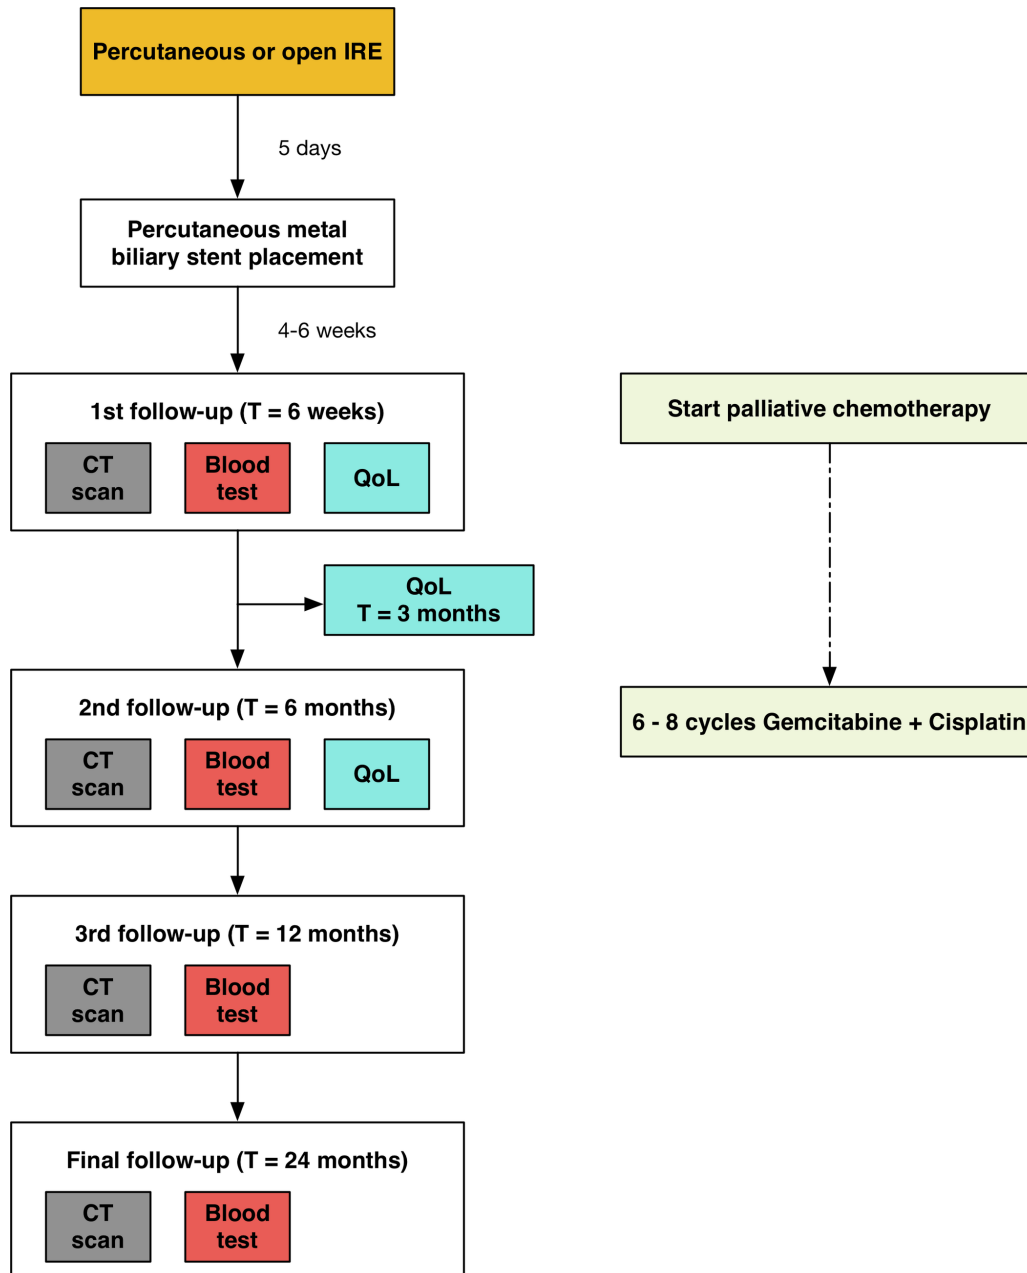 Percutaneous or open IRE
5 days
Percutaneous metal
biliary stent placement
4-6 weeks
1st follow-up (T = 6 weeks)
CT
scan
Blood
test
QoL
Start palliative chemotherapy
QoL
T = 3 months
2nd follow-up (T = 6 months)
CT
scan
Blood
test
QoL
6 - 8 cycles Gemcitabine + Cisplatin
3rd follow-up (T = 12 months)
CT
scan
Blood
test
Final follow-up (T = 24 months)
CT
scan
Blood
test